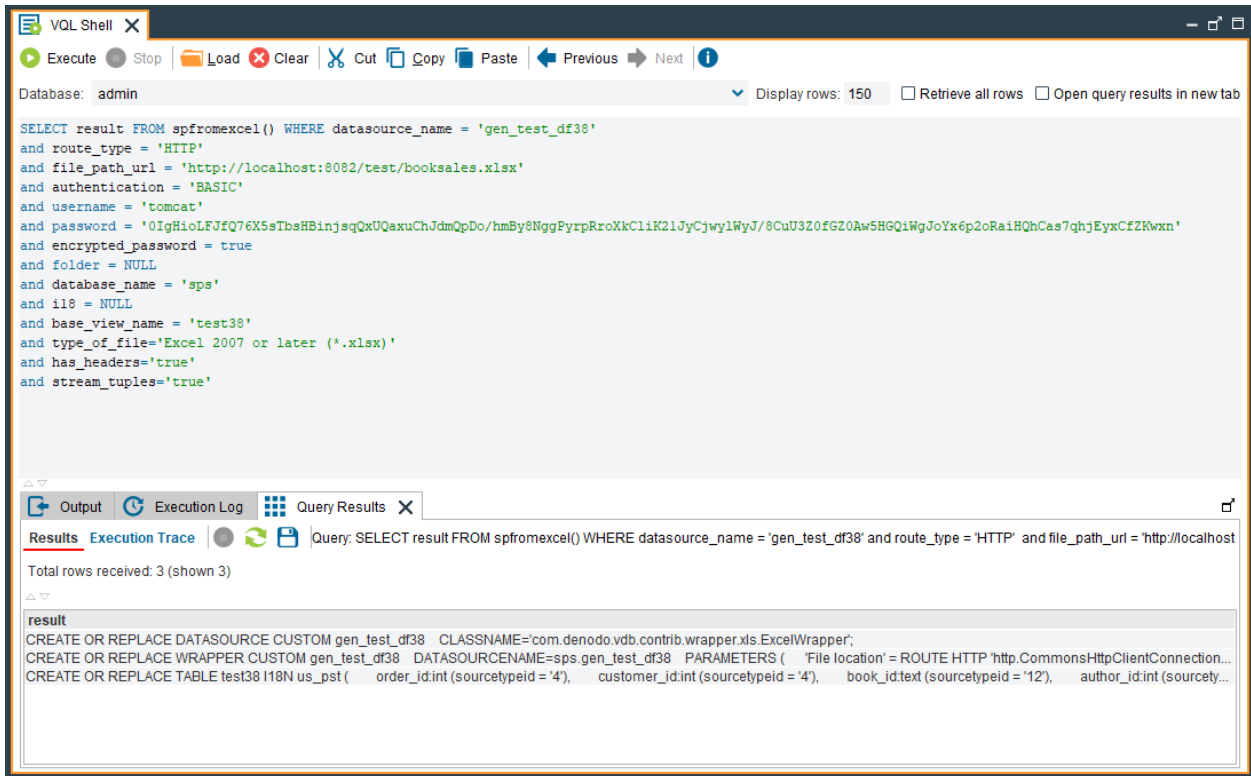 VQL Shell
Execute Stop Load Clear Cut Copy Paste Previous Next
Database: admin Display rows: 150 Retrieve all rows Open query results in new tab
SELECT result FROM spfromexcel() WHERE datasource_name = 'gen_test_df38'
and route_type = 'HTTP'
and file_path_url = 'http://localhost:8082/test/booksales.xlsx'
and authentication = 'BASIC'
and username = 'tomcat'
and password = '0IgHioLFJfQ76X5sTbsHBinjsqQxUQaxuChJdmQpDo/hmBy8NggPyrpRroXkCliK2lJyCjwylWyJ/8CuU3Z0fGZ0Aw5HGQiWgJoYx6p2oRaiHQhCas7qhjEyxCfZKwxn'
and encrypted_password = true
and folder = NULL
and database_name = 'sps'
and i18 = NULL
and base_view_name = 'test38'
and type_of_file='Excel 2007 or later (*.xlsx)'
and has_headers='true'
and stream_tuples='true'
Output Execution Log Query Results
Results Execution Trace Query: SELECT result FROM spfromexcel() WHERE datasource_name = 'gen_test_df38' and route_type = 'HTTP' and file_path_url = 'http://localhost
Total rows received: 3 (shown 3)
result
CREATE OR REPLACE DATASOURCE CUSTOM gen_test_df38 CLASSNAME='com.denodo.vdb.contrib.wrapper.xls.ExcelWrapper';
CREATE OR REPLACE WRAPPER CUSTOM gen_test_df38 DATASOURCENAME=sps.gen_test_df38 PARAMETERS ( 'File location' = ROUTE HTTP 'http.CommonsHttpClientConnection...
CREATE OR REPLACE TABLE test38 I18N us_pst ( order_id:int (sourcetypeid = '4'), customer_id:int (sourcetypeid = '4'), book_id:text (sourcetypeid = '12'), author_id:int (sourcety...